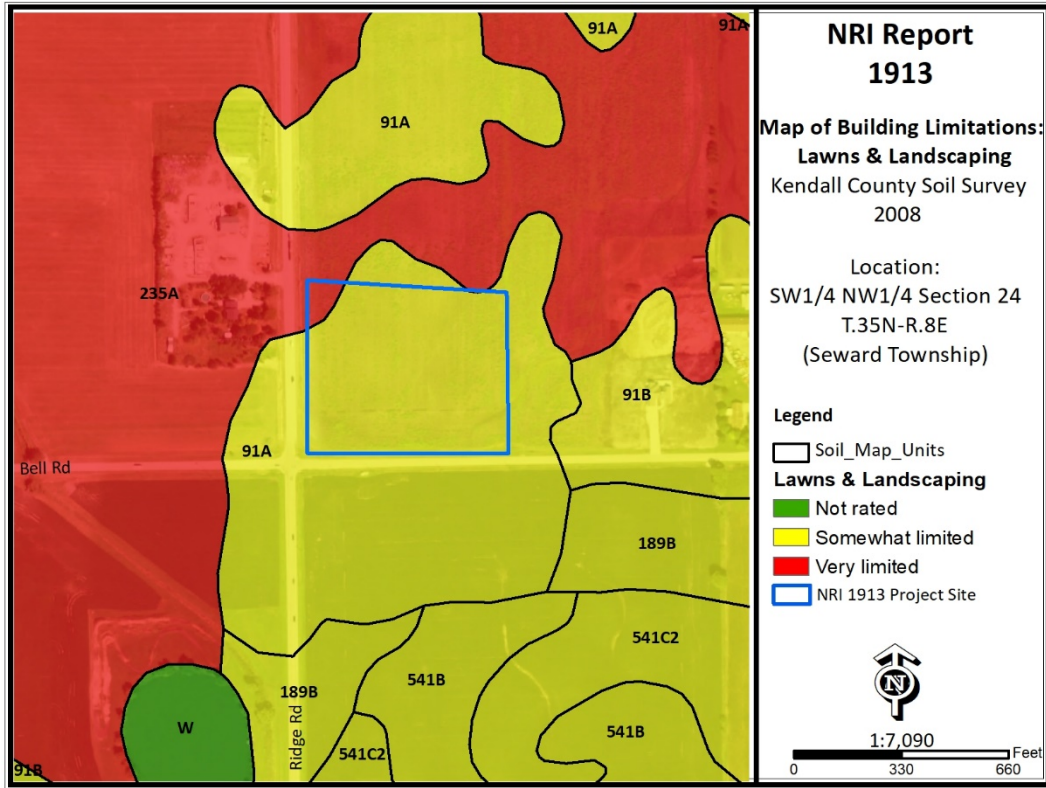 91A
91A
91A
235A
91B
91A
Bell Rd
189B
541C2
541B
189B
W
Ridge Rd
541B
541C2
91B
NRI Report
1913
Map of Building Limitations:
Lawns & Landscaping
Kendall County Soil Survey
2008
Location:
SW1/4 NW1/4 Section 24
T.35N-R.8E
(Seward Township)
Legend
Soil_Map_Units
Lawns & Landscaping
Not rated
Somewhat limited
Very limited
NRI 1913 Project Site
N
1:7,090
Feet
0 330 660